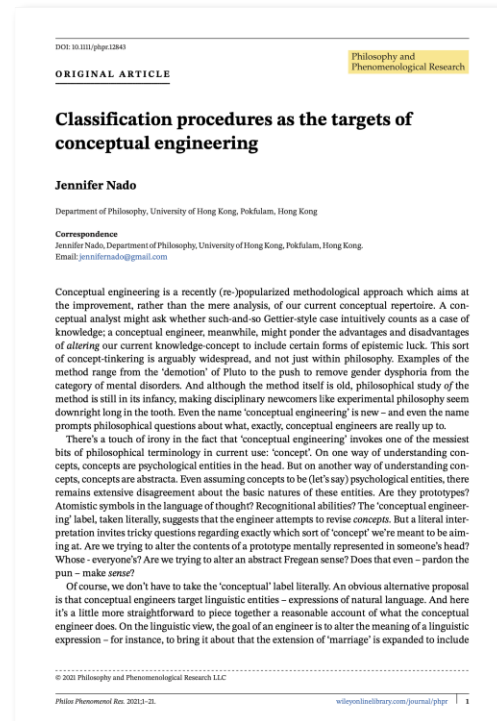 DOI: 10.1111/phpr.12843
ORIGINAL ARTICLE
Philosophy and
Phenomenological Research
Classification procedures as the targets of
conceptual engineering
Jennifer Nado
Department of Philosophy, University of Hong Kong, Pokfulam, Hong Kong
Correspondence
Jennifer Nado, Department of Philosophy, University of Hong Kong, Pokfulam, Hong Kong.
Email: jennifernado@gmail.com
Conceptual engineering is a recently (re-)popularized methodological approach which aims at
the improvement, rather than the mere analysis, of our current conceptual repertoire. A con-
ceptual analyst might ask whether such-and-so Gettier-style case intuitively counts as a case of
knowledge; a conceptual engineer, meanwhile, might ponder the advantages and disadvantages
of altering our current knowledge-concept to include certain forms of epistemic luck. This sort
of concept-tinkering is arguably widespread, and not just within philosophy. Examples of the
method range from the ‘demotion’ of Pluto to the push to remove gender dysphoria from the
category of mental disorders. And although the method itself is old, philosophical study of the
method is still in its infancy, making disciplinary newcomers like experimental philosophy seem
downright long in the tooth. Even the name ‘conceptual engineering’ is new – and even the name
prompts philosophical questions about what, exactly, conceptual engineers are really up to.
There’s a touch of irony in the fact that ‘conceptual engineering’ invokes one of the messiest
bits of philosophical terminology in current use: ‘concept’. On one way of understanding con-
cepts, concepts are psychological entities in the head. But on another way of understanding con-
cepts, concepts are abstracta. Even assuming concepts to be (let’s say) psychological entities, there
remains extensive disagreement about the basic natures of these entities. Are they prototypes?
Atomistic symbols in the language of thought? Recognitional abilities? The ‘conceptual engineer-
ing’ label, taken literally, suggests that the engineer attempts to revise concepts. But a literal inter-
pretation invites tricky questions regarding exactly which sort of ‘concept’ we’re meant to be aim-
ing at. Are we trying to alter the contents of a prototype mentally represented in someone’s head?
Whose - everyone’s? Are we trying to alter an abstract Fregean sense? Does that even – pardon the
pun – make sense?
Of course, we don’t have to take the ‘conceptual’ label literally. An obvious alternative proposal
is that conceptual engineers target linguistic entities – expressions of natural language. And here
it’s a little more straightforward to piece together a reasonable account of what the conceptual
engineer does. On the linguistic view, the goal of an engineer is to alter the meaning of a linguistic
expression – for instance, to bring it about that the extension of ‘marriage’ is expanded to include
© 2021 Philosophy and Phenomenological Research LLC
Philos Phenomenol Res. 2021;1–21.
wileyonlinelibrary.com/journal/phpr
1